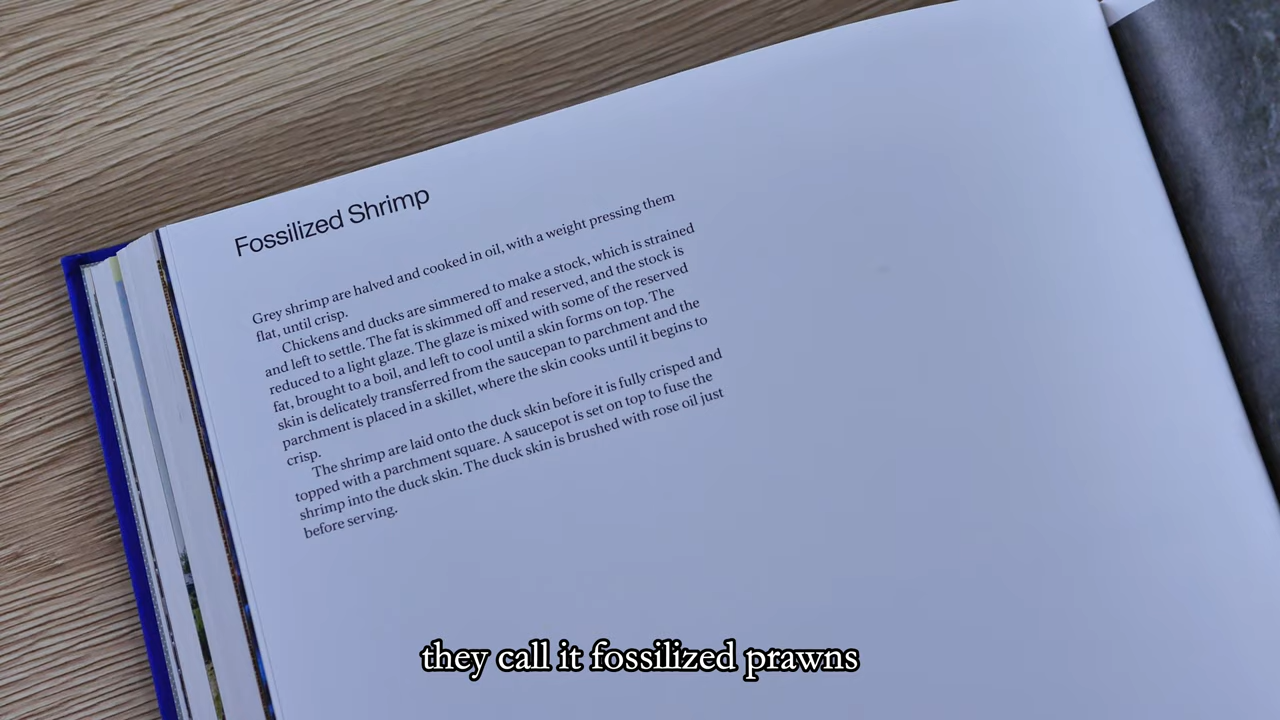 Fossilized Shrimp
Grey shrimp are halved and cooked in oil, with a weight pressing them
flat, until crisp.
Chickens and ducks are simmered to make a stock, which is strained
and left to settle. The fat is skimmed off and reserved, and the stock is
reduced to a light glaze. The glaze is mixed with some of the reserved
fat, brought to a boil, and left to cool until a skin forms on top. The
skin is delicately transferred from the saucepan to parchment and the
parchment is placed in a skillet, where the skin cooks until it begins to
crisp.
The shrimp are laid onto the duck skin before it is fully crisped and
topped with a parchment square. A saucepot is set on top to fuse the
shrimp into the duck skin. The duck skin is brushed with rose oil just
before serving.
they call it fossilized prawns